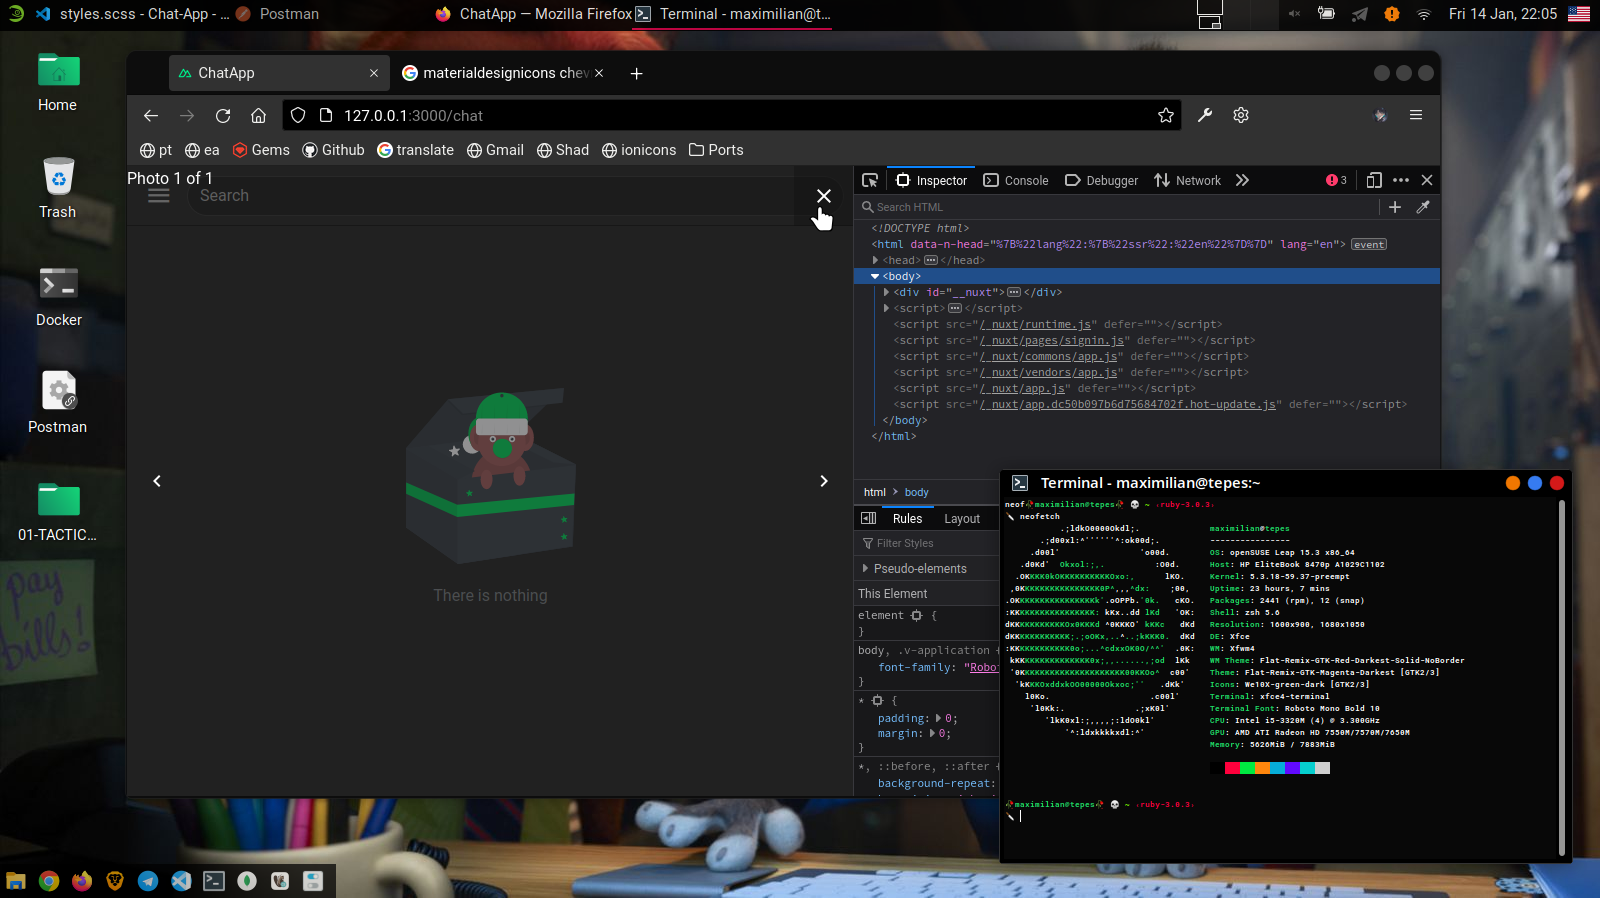 styles.scss - Chat-App - ...
Postman
ChatApp — Mozilla Firefox
Terminal - maximilian@t...
Fri 14 Jan, 22:05
Home
Trash
Docker
Postman
01-TACTIC...
pay
bills!
ChatApp
materialdesignicons chev
127.0.0.1:3000/chat
pt
ea
Gems
Github
translate
Gmail
Shad
ionicons
Ports
Photo 1 of 1
Search
There is nothing
Inspector
Console
Debugger
Network
3
Search HTML
<!DOCTYPE html>
<html data-n-head="%7B%22lang%22:%7B%22ssr%22:%22en%22%7D%7D" lang="en"> event
<head></head>
<body>
<div id="__nuxt"></div>
<script></script>
<script src="/_nuxt/runtime.js" defer=""></script>
<script src="/_nuxt/pages/signin.js" defer=""></script>
<script src="/_nuxt/commons/app.js" defer=""></script>
<script src="/_nuxt/vendors/app.js" defer=""></script>
<script src="/_nuxt/app.js" defer=""></script>
<script src="/_nuxt/app.dc50b097b6d75684702f.hot-update.js" defer=""></script>
</body>
</html>
html > body
Rules
Layout
Filter Styles
Pseudo-elements
This Element
element {
}
body, .v-application {
font-family: "Robo
}
* {
padding: 0;
margin: 0;
}
*, ::before, ::after {
background-repeat:
Terminal - maximilian@tepes:~
neof maximilian@tepes ~ ‹ruby-3.0.3›
neofetch
maximilian@tepes
----------------
OS: openSUSE Leap 15.3 x86_64
Host: HP EliteBook 8470p A1029C1102
Kernel: 5.3.18-59.37-preempt
Uptime: 23 hours, 7 mins
Packages: 2441 (rpm), 12 (snap)
Shell: zsh 5.6
Resolution: 1600x900, 1680x1050
DE: Xfce
WM: Xfwm4
WM Theme: Flat-Remix-GTK-Red-Darkest-Solid-NoBorder
Theme: Flat-Remix-GTK-Magenta-Darkest [GTK2/3]
Icons: We10X-green-dark [GTK2/3]
Terminal: xfce4-terminal
Terminal Font: Roboto Mono Bold 10
CPU: Intel i5-3320M (4) @ 3.300GHz
GPU: AMD ATI Radeon HD 7550M/7570M/7650M
Memory: 5626MiB / 7883MiB
maximilian@tepes ~ ‹ruby-3.0.3›